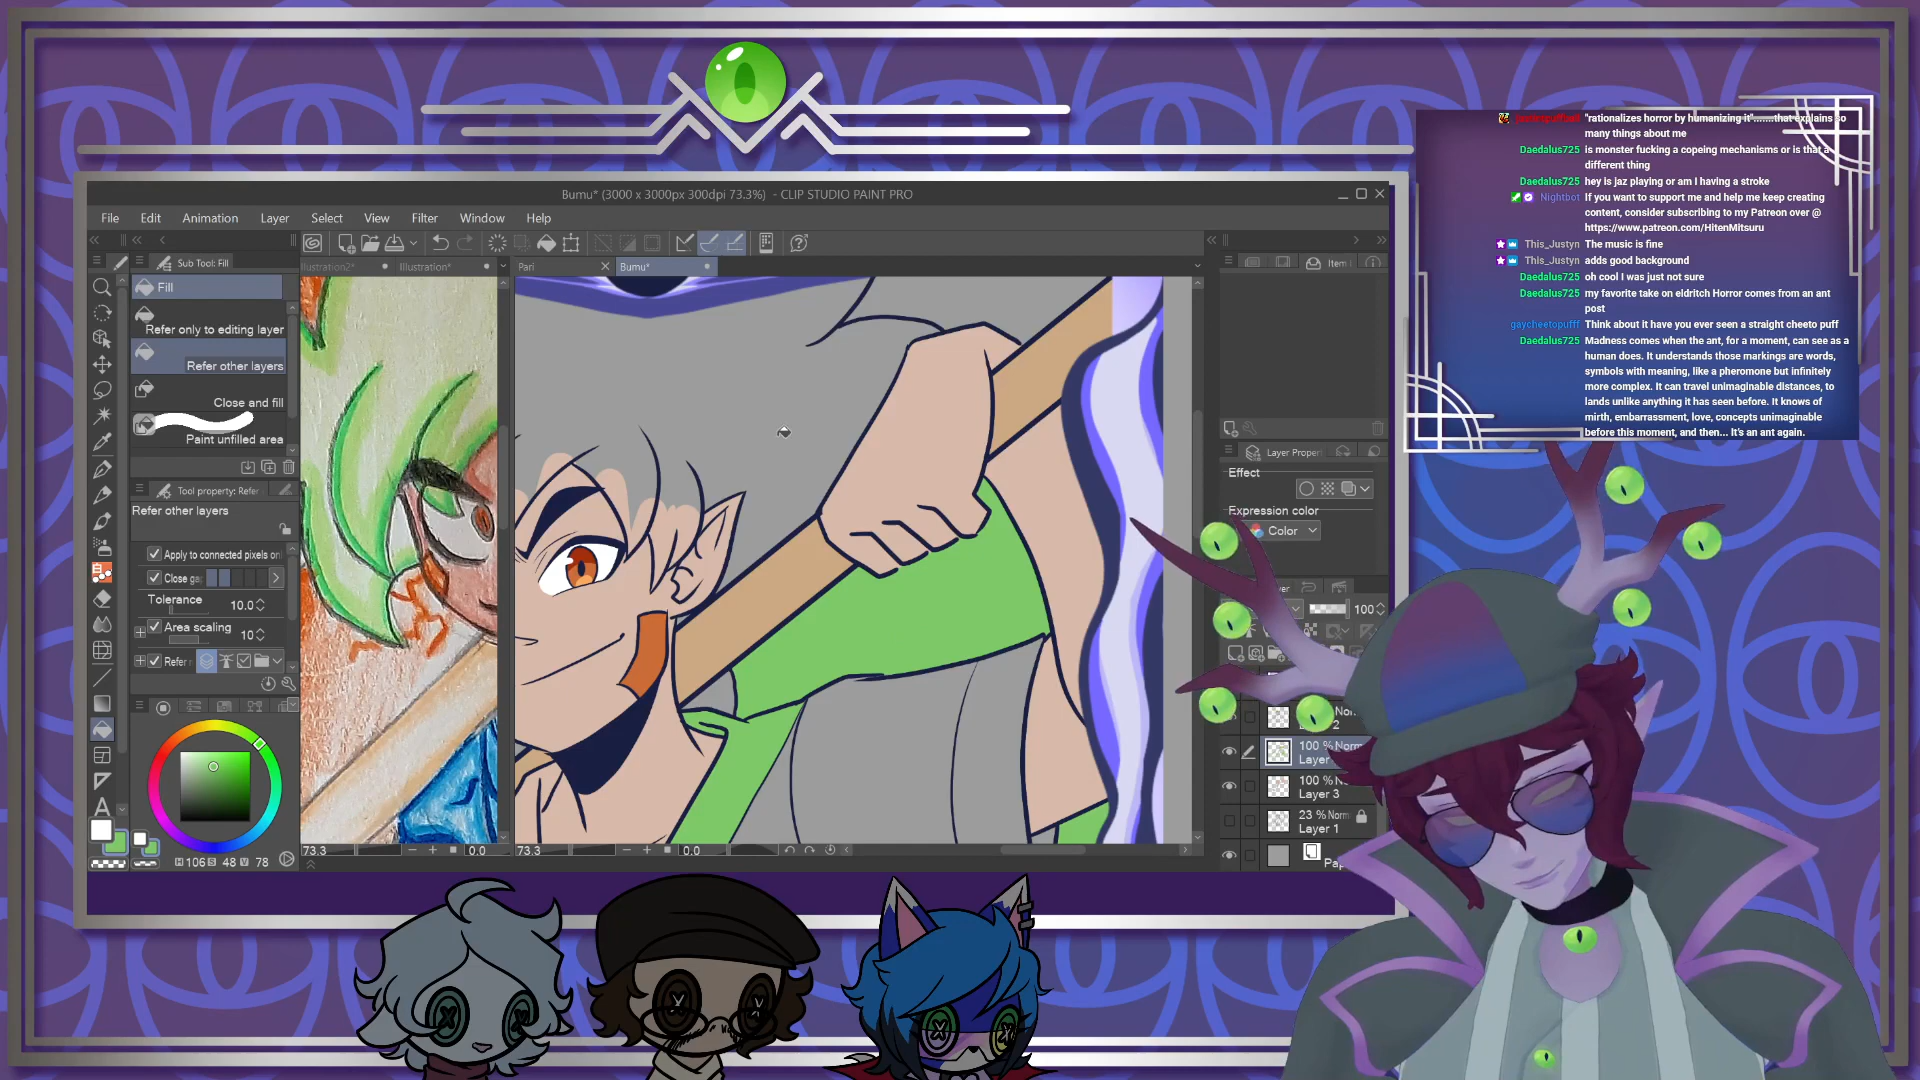 Bumu* (3000 x 3000px 300dpi 73.3%) - CLIP STUDIO PAINT PRO
File Edit Animation Layer Select View Filter Window Help
Sub Tool: Fill
Illustration2*
Illustration*
Pari
Bumu*
Fill
Refer only to editing layer
Refer other layers
Close and fill
Paint unfilled area
Tool property: Refer
Refer other layers
Apply to connected pixels on
Close ga
Tolerance 10.0
Area scaling 10
Refer
H 106 S 48 V 78
73.3
0.0
73.3
0.0
Item
Layer Proper
Effect
Expression color
Color
100
2
100 % Norm
Layer
100 % N
Layer 3
23 % Norm
Layer 1
Pa
"rationalizes horror by humanizing it".......that explains so
many things about me
Daedalus725 is monster fucking a copeing mechanisms or is that a
different thing
Daedalus725 hey is jaz playing or am I having a stroke
Nightbot If you want to support me and help me keep creating
content, consider subscribing to my Patreon over @
https://www.patreon.com/HitenMitsuru
This_Justyn The music is fine
This_Justyn adds good background
Daedalus725 oh cool I was just not sure
Daedalus725 my favorite take on eldritch Horror comes from an ant
post
gaycheetopufff Think about it have you ever seen a straight cheeto puff
Daedalus725 Madness comes when the ant, for a moment, can see as a
human does. It understands those markings are words,
symbols with meaning, like a pheromone but infinitely
more complex. It can travel unimaginable distances, to
lands unlike anything it has seen before. It knows of
mirth, embarrassment, love, concepts unimaginable
before this moment, and then... It's an ant again.